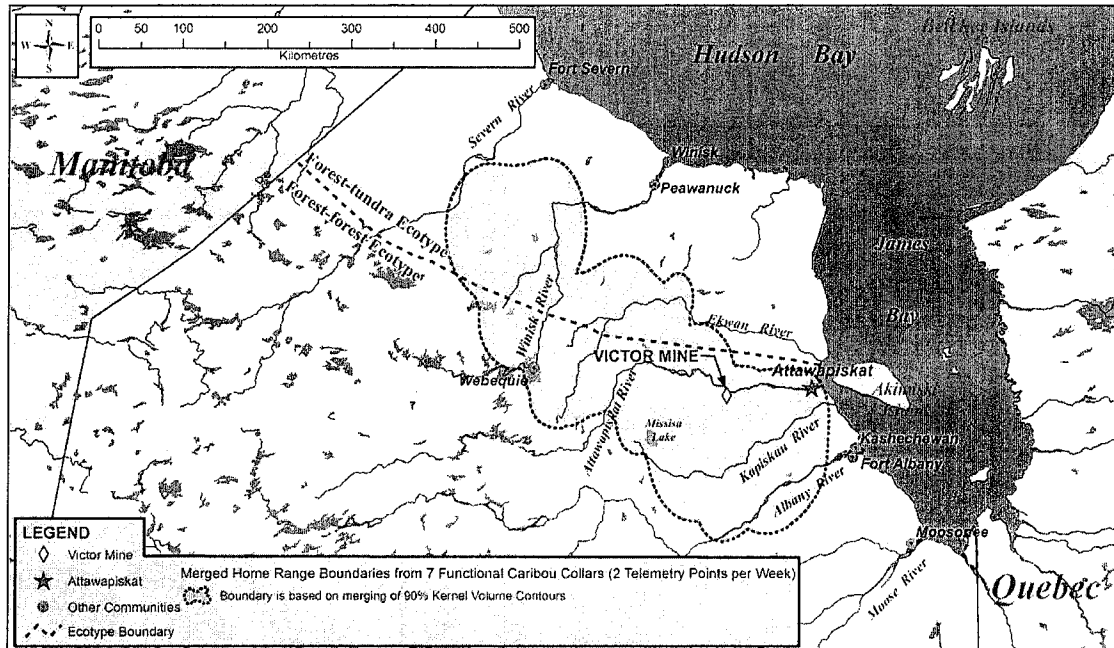 N
W E
S
0 50 100 200 300 400 500
Kilometres
Belcher Islands
Hudson Bay
Fort Severn
Severn River
Manitoba
Winisk
Peawanuck
Forest-tundra Ecotype
Forest-forest Ecotype
James
Bay
Winisk River
Ekwan River
VICTOR MINE
Attawapiskat
Webequie
Attawapiskat River
Akimiski
Island
Missisa
Lake
Kapiskau River
Kashechewan
Fort Albany
Albany River
Moosonee
Moose River
Quebec
LEGEND
Victor Mine
Attawapiskat
Other Communities
Ecotype Boundary
Merged Home Range Boundaries from 7 Functional Caribou Collars (2 Telemetry Points per Week)
Boundary is based on merging of 90% Kernel Volume Contours